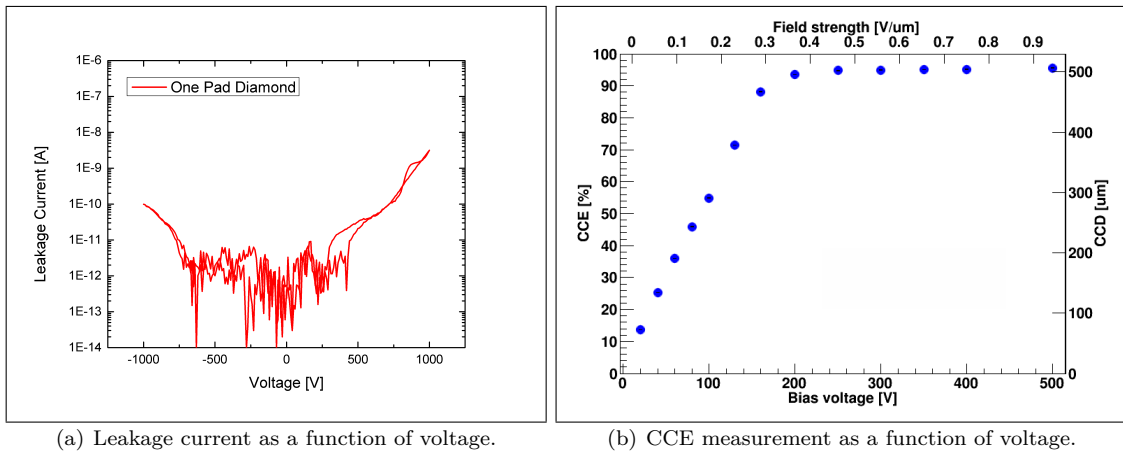 1E-6
1E-7
1E-8
1E-9
1E-10
1E-11
1E-12
1E-13
1E-14
Leakage Current [A]
One Pad Diamond
-1000 -500 0 500 1000
Voltage [V]
(a) Leakage current as a function of voltage.
Field strength [V/um]
0 0.1 0.2 0.3 0.4 0.5 0.6 0.7 0.8 0.9
100
90
80
70
60
50
40
30
20
10
0
CCE [%]
500
400
300
200
100
0
CCD [um]
0 100 200 300 400 500
Bias voltage [V]
(b) CCE measurement as a function of voltage.